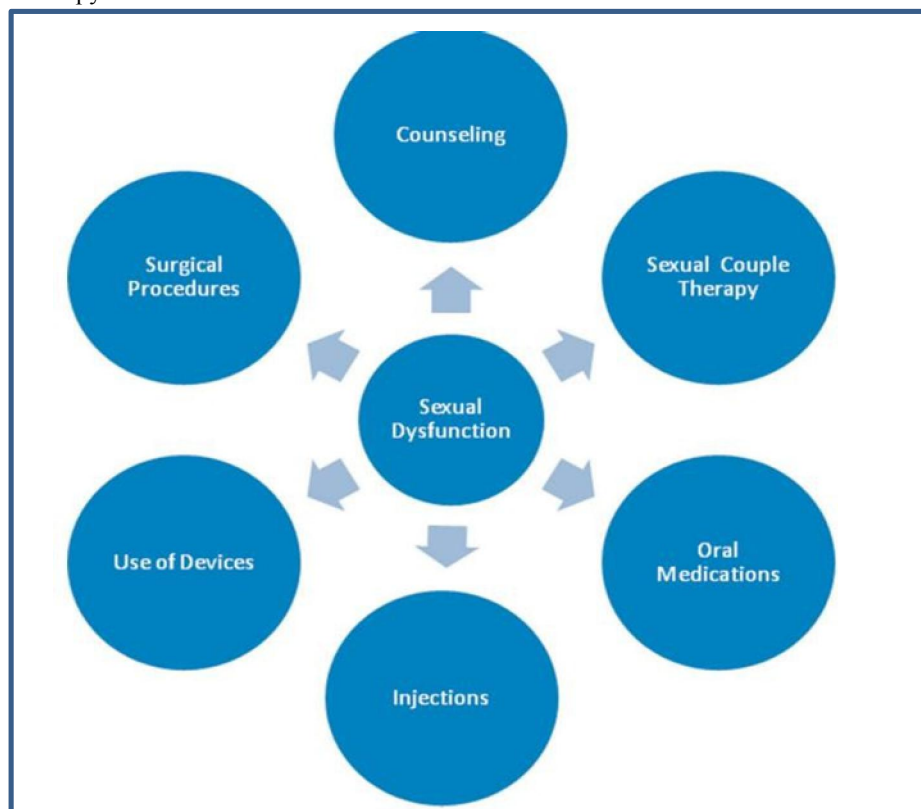 Counseling
Sexual Couple
Therapy
Oral
Medications
Injections
Use of Devices
Surgical
Procedures
Sexual
Dysfunction